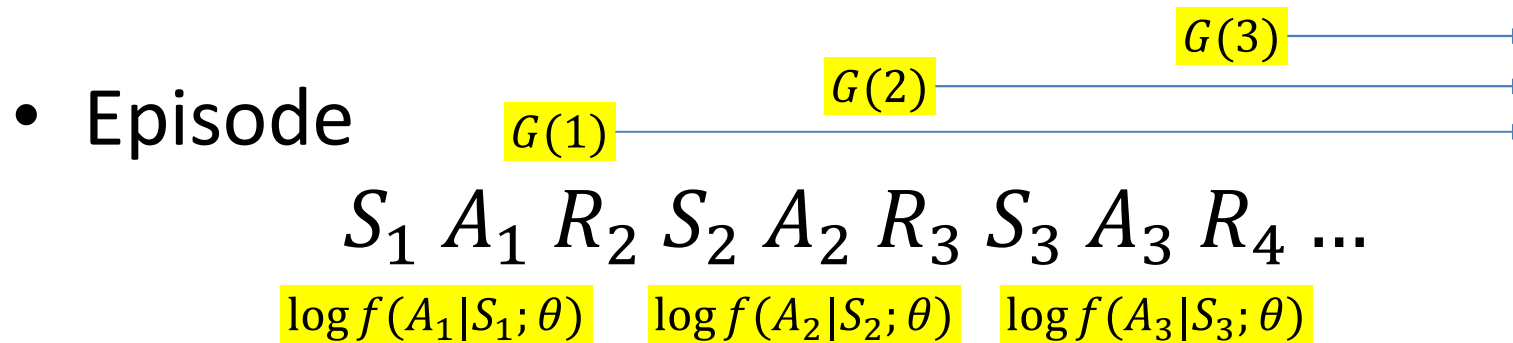 G(3)
G(2)
• Episode
G(1)
S₁ A₁ R₂ S₂ A₂ R₃ S₃ A₃ R₄ ...
log f(A₁|S₁; θ) log f(A₂|S₂; θ) log f(A₃|S₃; θ)